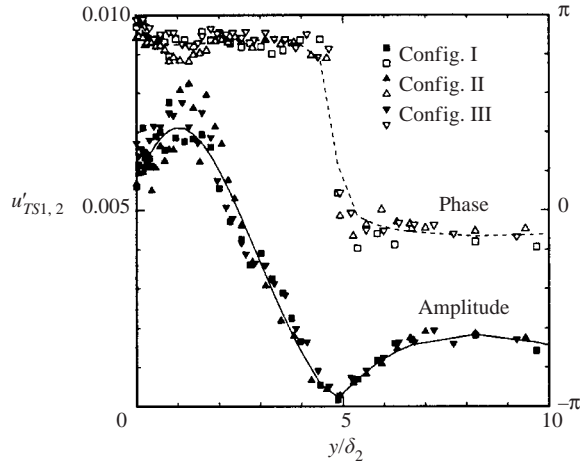 0.010
π
Config. I
Config. II
Config. III
u′TS1, 2
0.005
0
Phase
Amplitude
0
5
10
−π
y/δ2